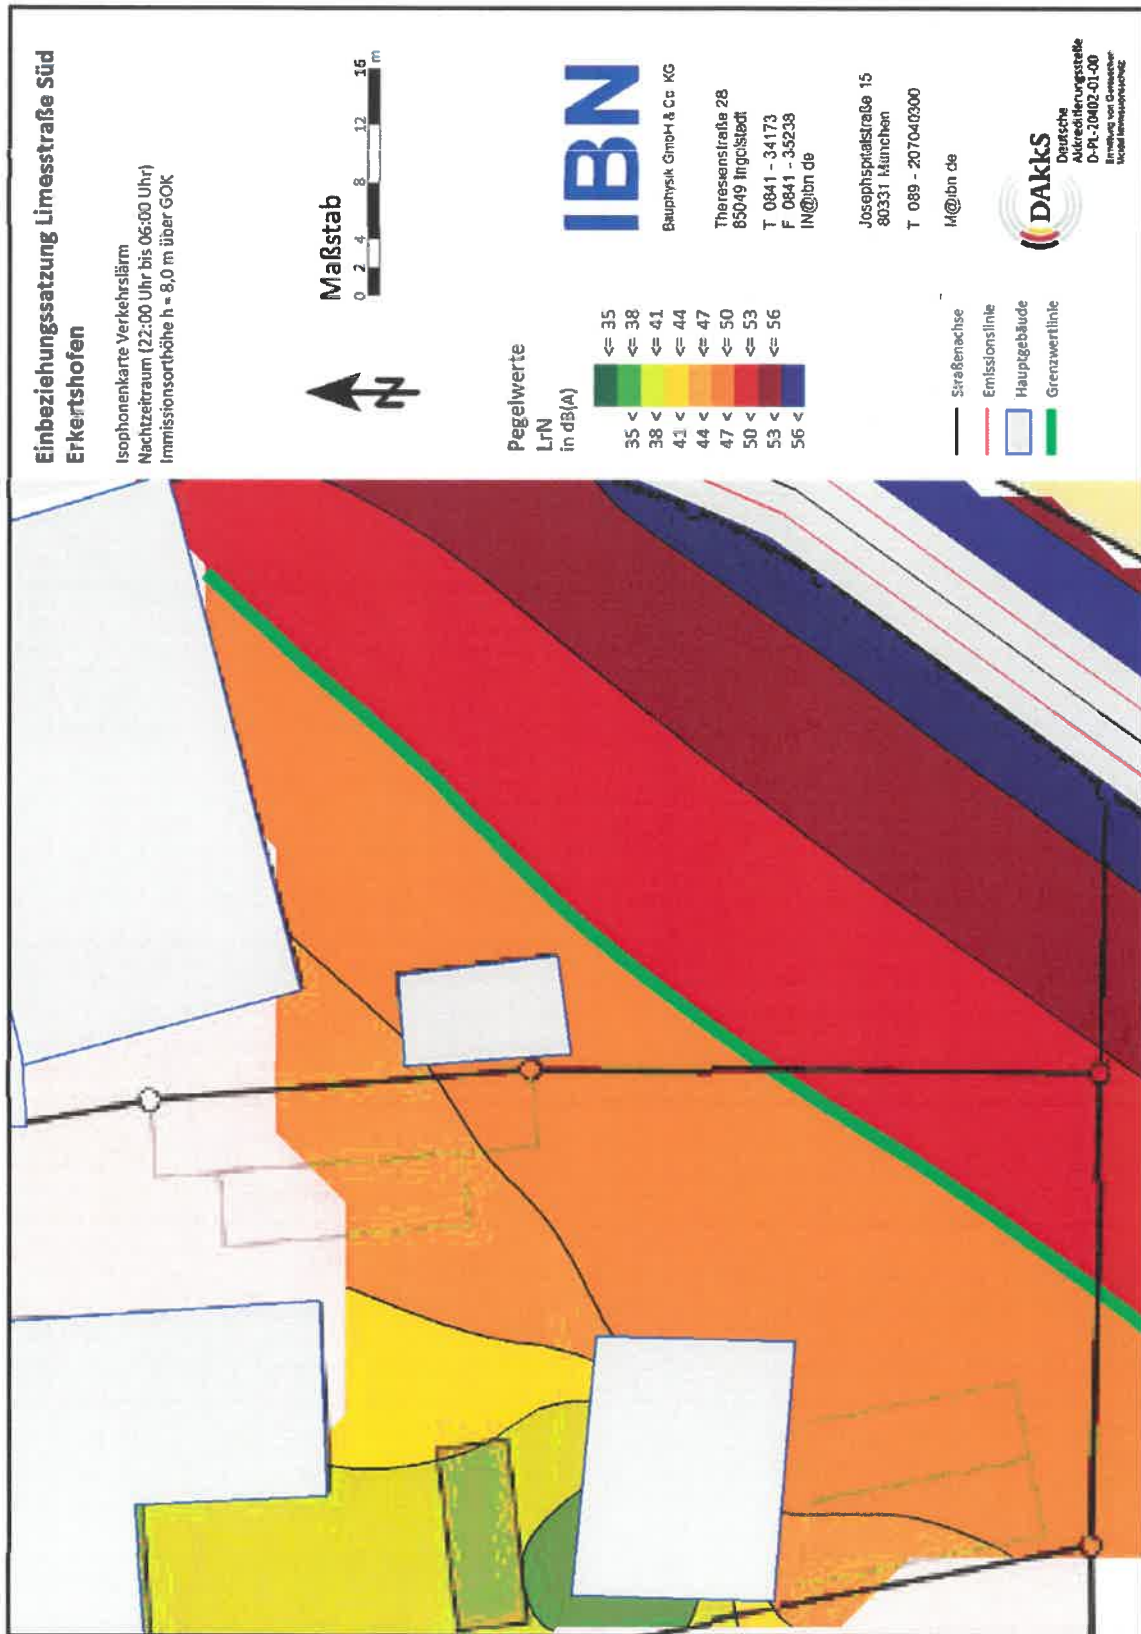 Einbeziehungssatzung Limesstraße Süd
Erkertshofen
Isophonenkarte Verkehrslärm
Nachtzeitraum (22:00 Uhr bis 06:00 Uhr)
Immissionsorthöhe h = 8,0 m über GOK
N
Maßstab
0 2 4 8 12 16
m
Pegelwerte
LrN
in dB(A)
<= 35
35 < <= 38
38 < <= 41
41 < <= 44
44 < <= 47
47 < <= 50
50 < <= 53
53 < <= 56
56 <
IBN
Bauphysik GmbH & Co KG
Theresienstraße 28
85049 Ingolstadt
T 0841 - 34173
F 0841 - 35238
IN@ibn de
Josephspitalstraße 15
80331 München
T 089 - 207040300
M@ibn de
Straßenachse
Emissionslinie
Hauptgebäude
Grenzwertlinie
DAkkS
Deutsche
Akkreditierungsstelle
D-PL-20402-01-00
Ermittlung von Geräuschen